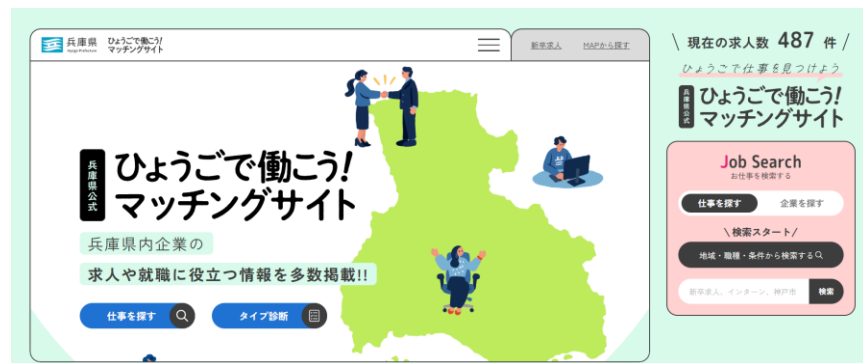 兵庫県
Hyogo Prefecture
ひょうごで働こう!
マッチングサイト
新卒求人
MAPから探す
兵庫県公式
ひょうごで働こう!
マッチングサイト
兵庫県内企業の
求人や就職に役立つ情報を多数掲載!!
仕事を探す
タイプ診断
\ 現在の求人数 487 件 /
ひょうごで仕事を見つけよう
兵庫県公式
ひょうごで働こう!
マッチングサイト
Job Search
お仕事を検索する
仕事を探す
企業を探す
\ 検索スタート /
地域・職種・条件から検索する
新卒求人、インターン、神戸市
検索